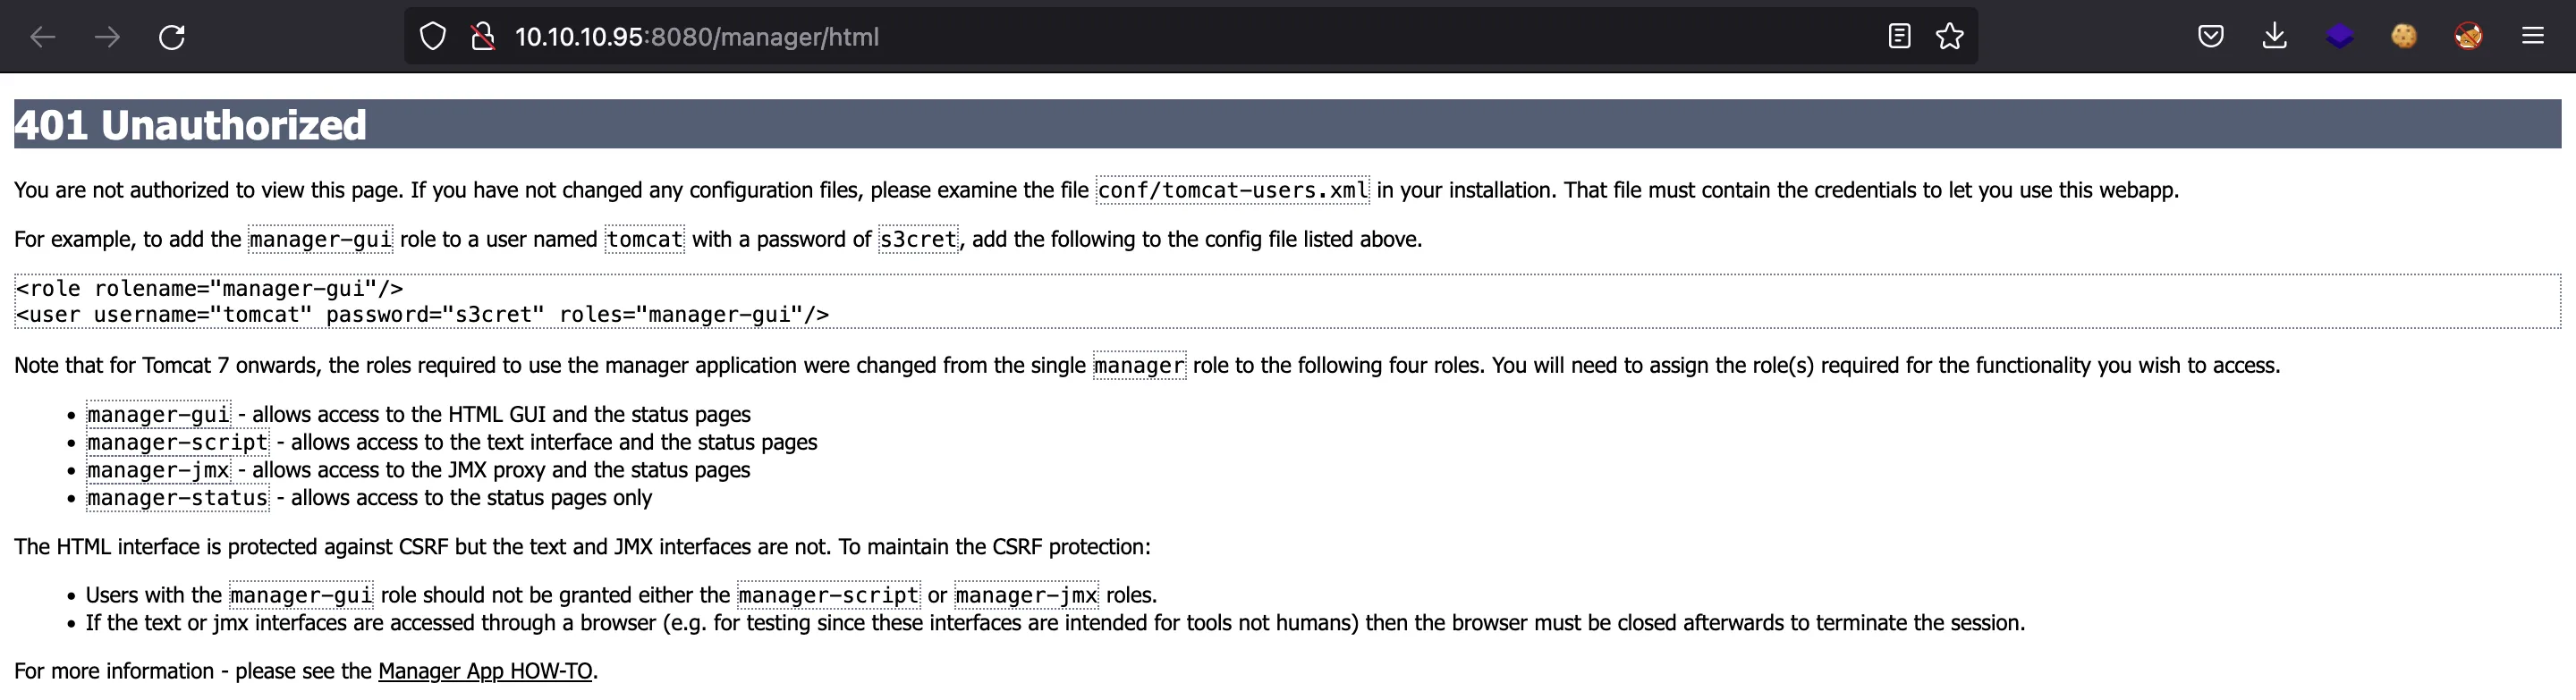 10.10.10.95:8080/manager/html
401 Unauthorized
You are not authorized to view this page. If you have not changed any configuration files, please examine the file conf/tomcat-users.xml in your installation. That file must contain the credentials to let you use this webapp.
For example, to add the manager-gui role to a user named tomcat with a password of s3cret, add the following to the config file listed above.
<role rolename="manager-gui"/>
<user username="tomcat" password="s3cret" roles="manager-gui"/>
Note that for Tomcat 7 onwards, the roles required to use the manager application were changed from the single manager role to the following four roles. You will need to assign the role(s) required for the functionality you wish to access.
• manager-gui - allows access to the HTML GUI and the status pages
• manager-script - allows access to the text interface and the status pages
• manager-jmx - allows access to the JMX proxy and the status pages
• manager-status - allows access to the status pages only
The HTML interface is protected against CSRF but the text and JMX interfaces are not. To maintain the CSRF protection:
• Users with the manager-gui role should not be granted either the manager-script or manager-jmx roles.
• If the text or jmx interfaces are accessed through a browser (e.g. for testing since these interfaces are intended for tools not humans) then the browser must be closed afterwards to terminate the session.
For more information - please see the Manager App HOW-TO.